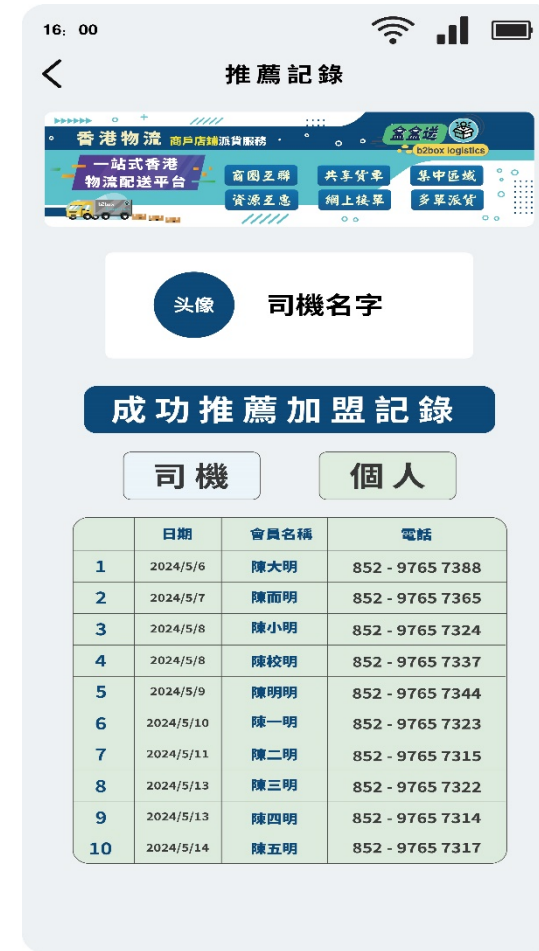 16: 00
推薦記錄
香港物流 商戶店鋪派貨服務
盒盒送
b2box logistics
一站式香港
物流配送平台
商圈互聯 共享貨車 集中区域
資源互惠 網上接單 多單派貨
头像 司機名字
成功推薦加盟記錄
司機 個人
日期 會員名稱 電話
1 2024/5/6 陳大明 852 - 9765 7388
2 2024/5/7 陳而明 852 - 9765 7365
3 2024/5/8 陳小明 852 - 9765 7324
4 2024/5/8 陳校明 852 - 9765 7337
5 2024/5/9 陳明明 852 - 9765 7344
6 2024/5/10 陳一明 852 - 9765 7323
7 2024/5/11 陳二明 852 - 9765 7315
8 2024/5/13 陳三明 852 - 9765 7322
9 2024/5/13 陳四明 852 - 9765 7314
10 2024/5/14 陳五明 852 - 9765 7317